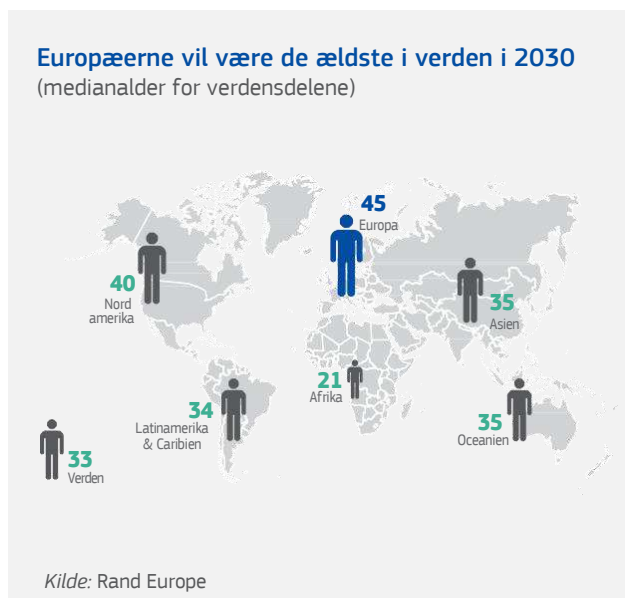 Europæerne vil være de ældste i verden i 2030
(medianalder for verdensdelene)
45
Europa
40
Nord
amerika
35
Asien
21
Afrika
34
Latinamerika
& Caribien
35
Oceanien
33
Verden
Kilde: Rand Europe